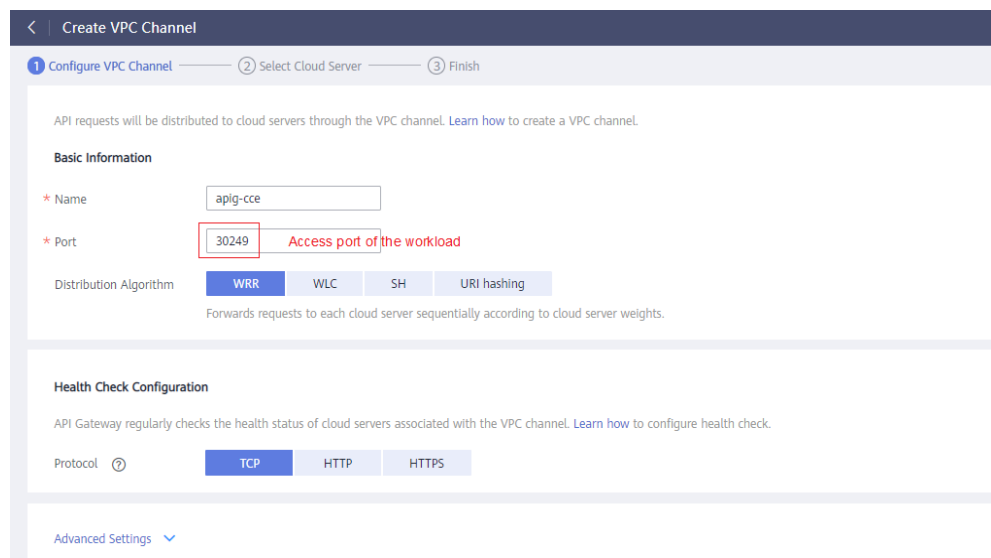 Create VPC Channel
1 Configure VPC Channel 2 Select Cloud Server 3 Finish
API requests will be distributed to cloud servers through the VPC channel. Learn how to create a VPC channel.
Basic Information
* Name apig-cce
* Port 30249 Access port of the workload
Distribution Algorithm WRR WLC SH URI hashing
Forwards requests to each cloud server sequentially according to cloud server weights.
Health Check Configuration
API Gateway regularly checks the health status of cloud servers associated with the VPC channel. Learn how to configure health check.
Protocol ? TCP HTTP HTTPS
Advanced Settings